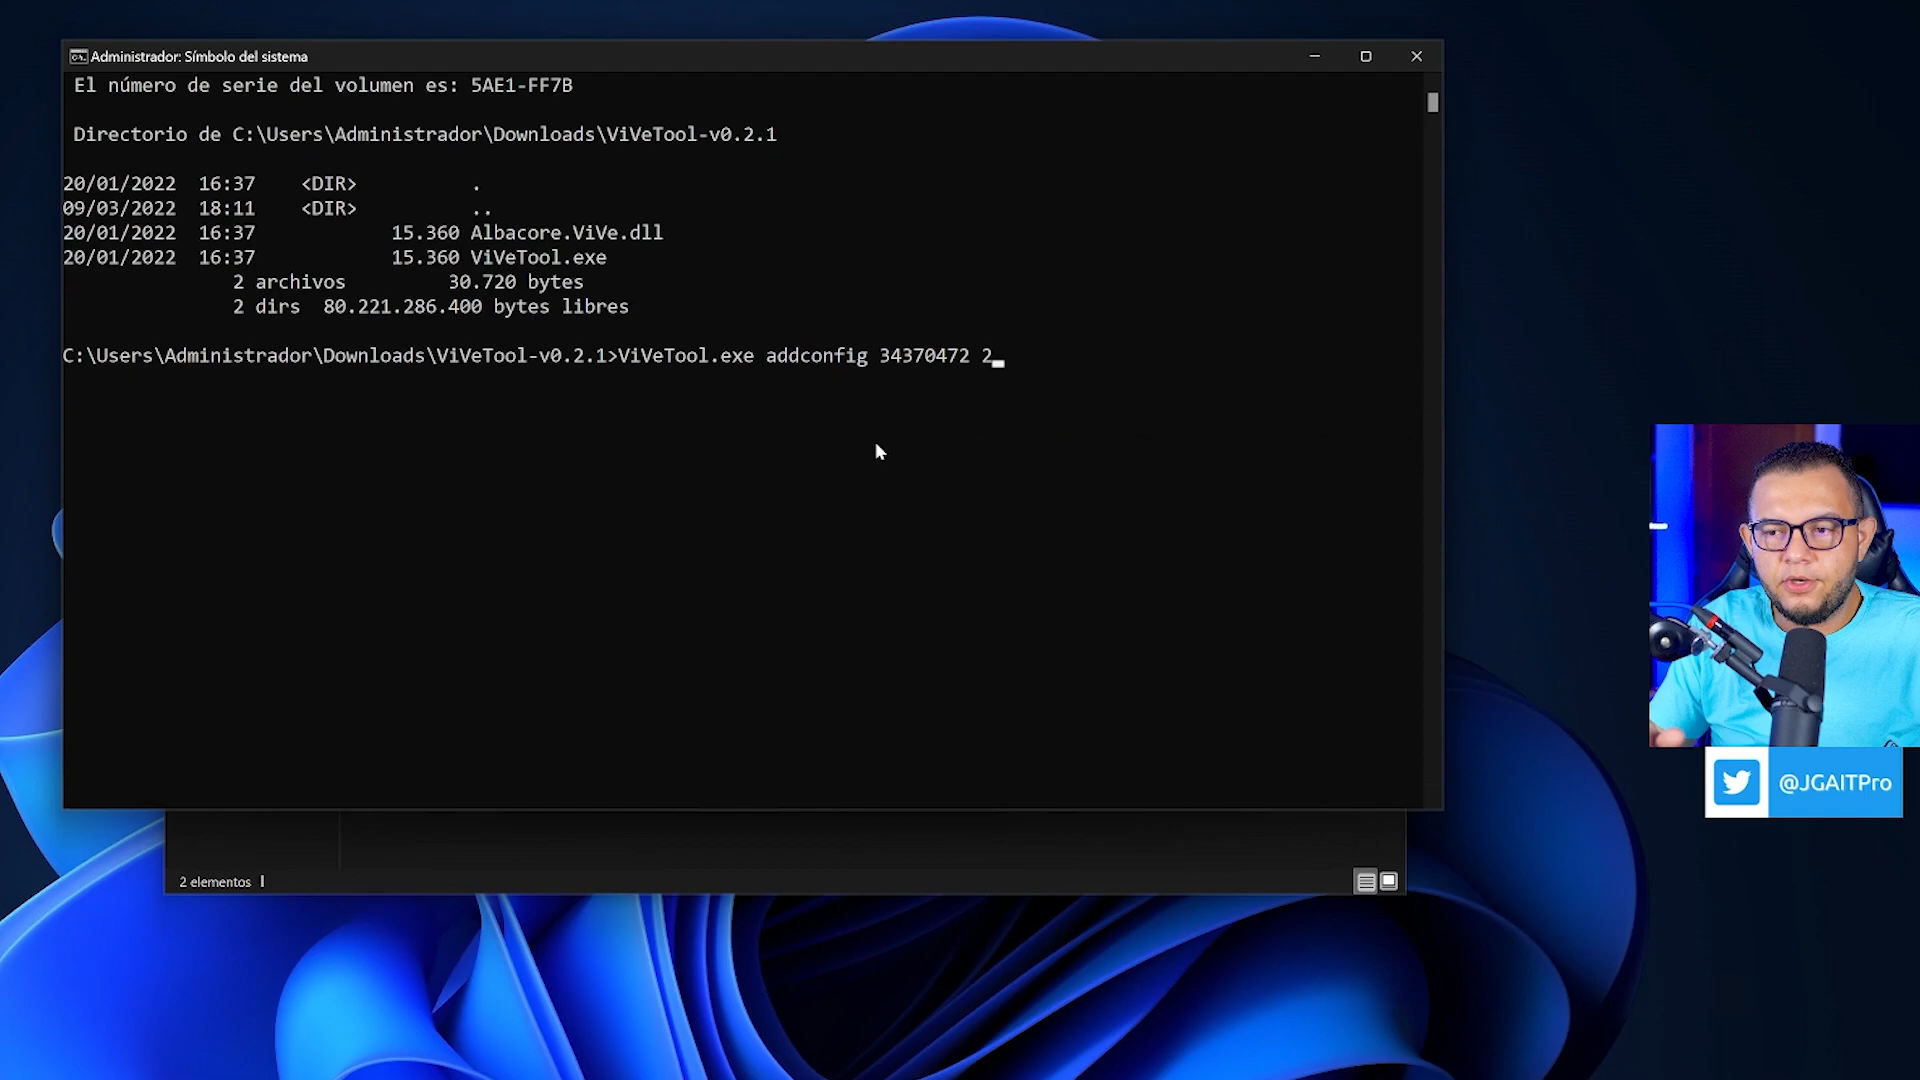 Administrador: Símbolo del sistema
El número de serie del volumen es: 5AE1-FF7B
Directorio de C:\Users\Administrador\Downloads\ViVeTool-v0.2.1
20/01/2022 16:37 <DIR> .
09/03/2022 18:11 <DIR> ..
20/01/2022 16:37 15.360 Albacore.ViVe.dll
20/01/2022 16:37 15.360 ViVeTool.exe
2 archivos 30.720 bytes
2 dirs 80.221.286.400 bytes libres
C:\Users\Administrador\Downloads\ViVeTool-v0.2.1>ViVeTool.exe addconfig 34370472 2
@JGAITPro
2 elementos